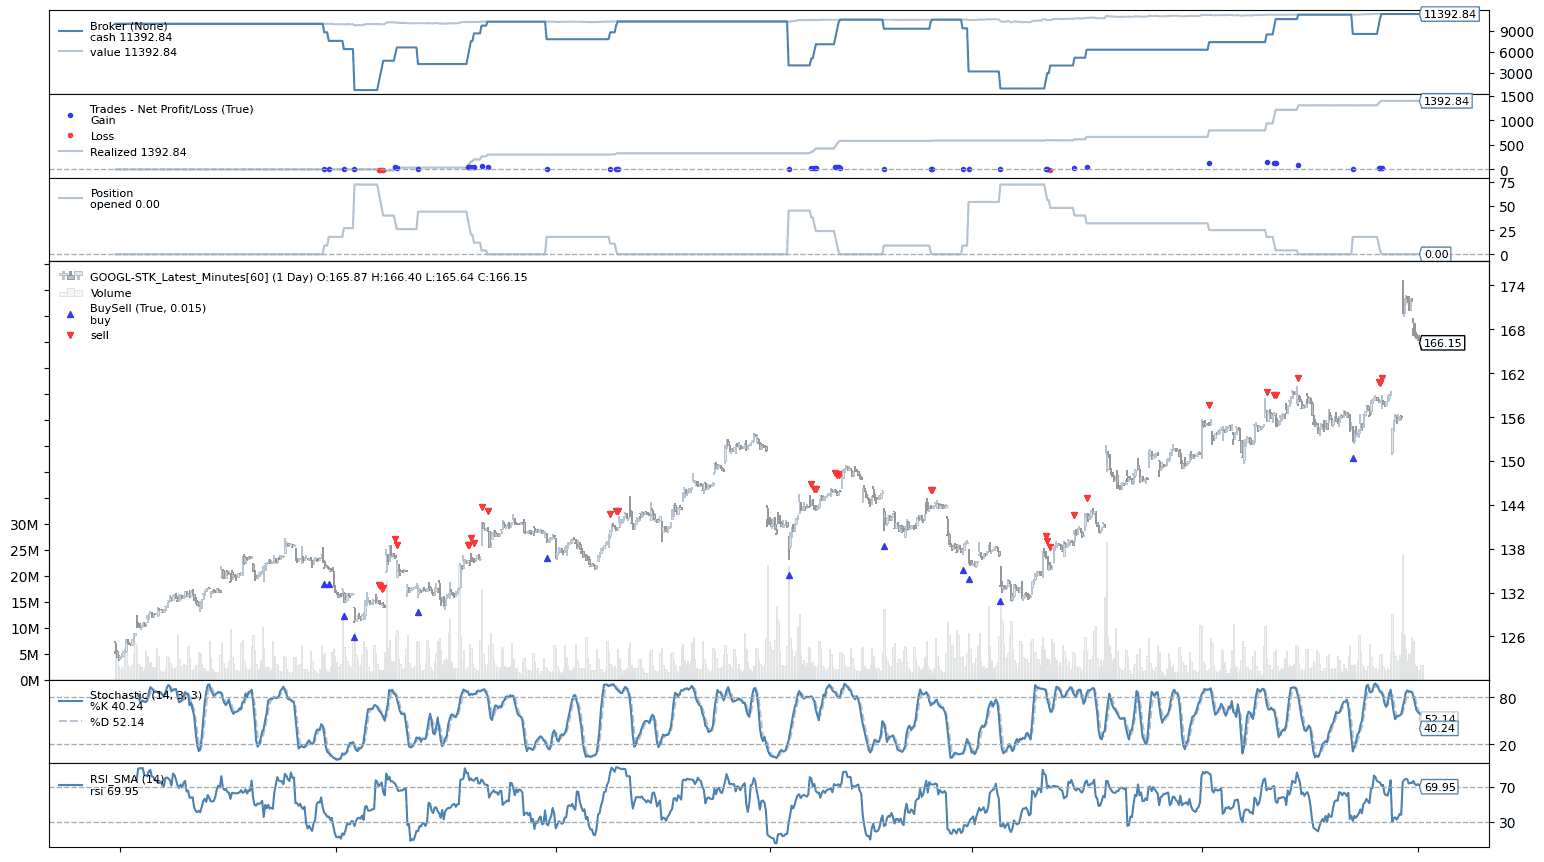 Broker (None)
cash 11392.84
value 11392.84
11392.84
9000
6000
3000
Trades - Net Profit/Loss (True)
Gain
Loss
Realized 1392.84
1500
1392.84
1000
500
0
Position
opened 0.00
75
50
25
0.00
0
GOOGL-STK_Latest_Minutes[60] (1 Day) O:165.87 H:166.40 L:165.64 C:166.15
Volume
BuySell (True, 0.015)
buy
sell
174
168
166.15
162
156
150
144
138
132
126
30M
25M
20M
15M
10M
5M
0M
Stochastic (14, 3, 3)
%K 40.24
%D 52.14
80
52.14
40.24
20
RSI_SMA (14)
rsi 69.95
70
69.95
30